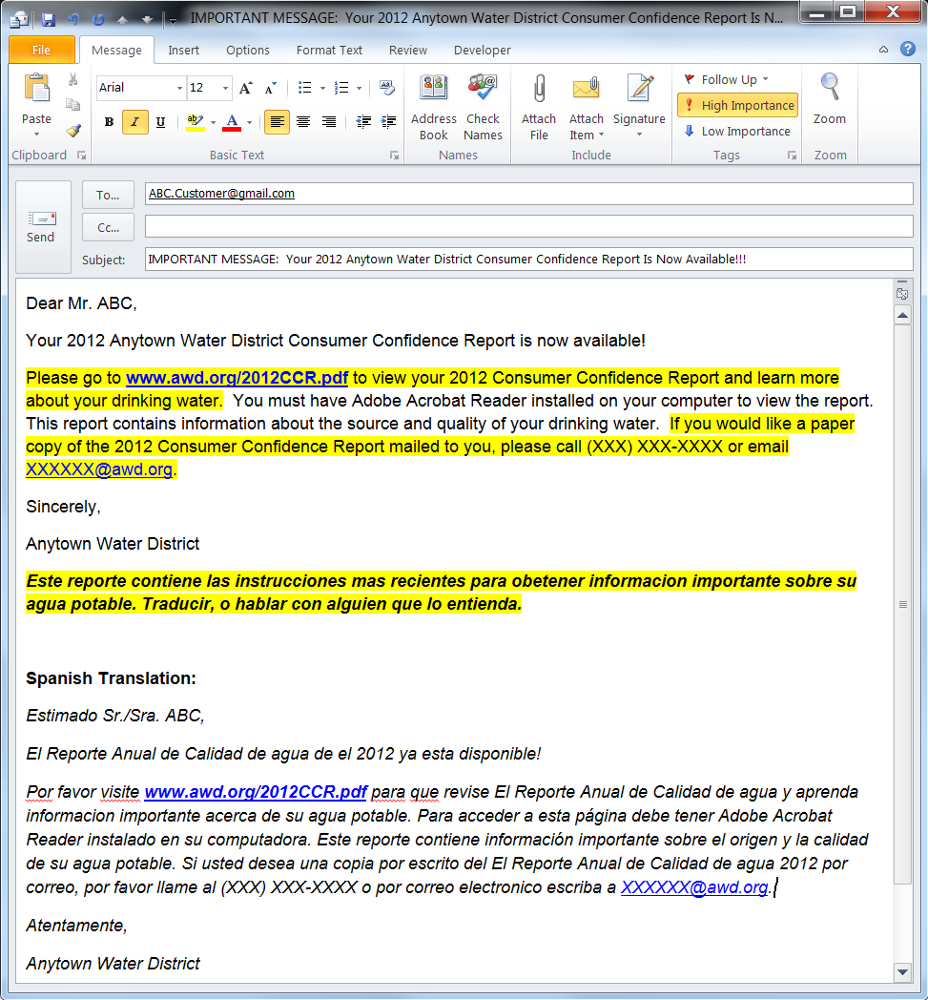 IMPORTANT MESSAGE:  Your 2012 Anytown Water District Consumer Confidence Report Is N...
File Message Insert Options Format Text Review Developer
Paste
Clipboard
Arial 12
B I U
Basic Text
Address Book
Check Names
Names
Attach File
Attach Item
Signature
Include
Follow Up
High Importance
Low Importance
Tags
Zoom
Zoom
Send
To... ABC.Customer@gmail.com
Cc...
Subject: IMPORTANT MESSAGE:  Your 2012 Anytown Water District Consumer Confidence Report Is Now Available!!!
Dear Mr. ABC,
Your 2012 Anytown Water District Consumer Confidence Report is now available!
Please go to www.awd.org/2012CCR.pdf to view your 2012 Consumer Confidence Report and learn more
about your drinking water.  You must have Adobe Acrobat Reader installed on your computer to view the report.
This report contains information about the source and quality of your drinking water.  If you would like a paper
copy of the 2012 Consumer Confidence Report mailed to you, please call (XXX) XXX-XXXX or email
XXXXXX@awd.org.
Sincerely,
Anytown Water District
Este reporte contiene las instrucciones mas recientes para obetener informacion importante sobre su
agua potable. Traducir, o hablar con alguien que lo entienda.
Spanish Translation:
Estimado Sr./Sra. ABC,
El Reporte Anual de Calidad de agua de el 2012 ya esta disponible!
Por favor visite www.awd.org/2012CCR.pdf para que revise El Reporte Anual de Calidad de agua y aprenda
informacion importante acerca de su agua potable. Para acceder a esta página debe tener Adobe Acrobat
Reader instalado en su computadora. Este reporte contiene información importante sobre el origen y la calidad
de su agua potable. Si usted desea una copia por escrito del El Reporte Anual de Calidad de agua 2012 por
correo, por favor llame al (XXX) XXX-XXXX o por correo electronico escriba a XXXXXX@awd.org.
Atentamente,
Anytown Water District